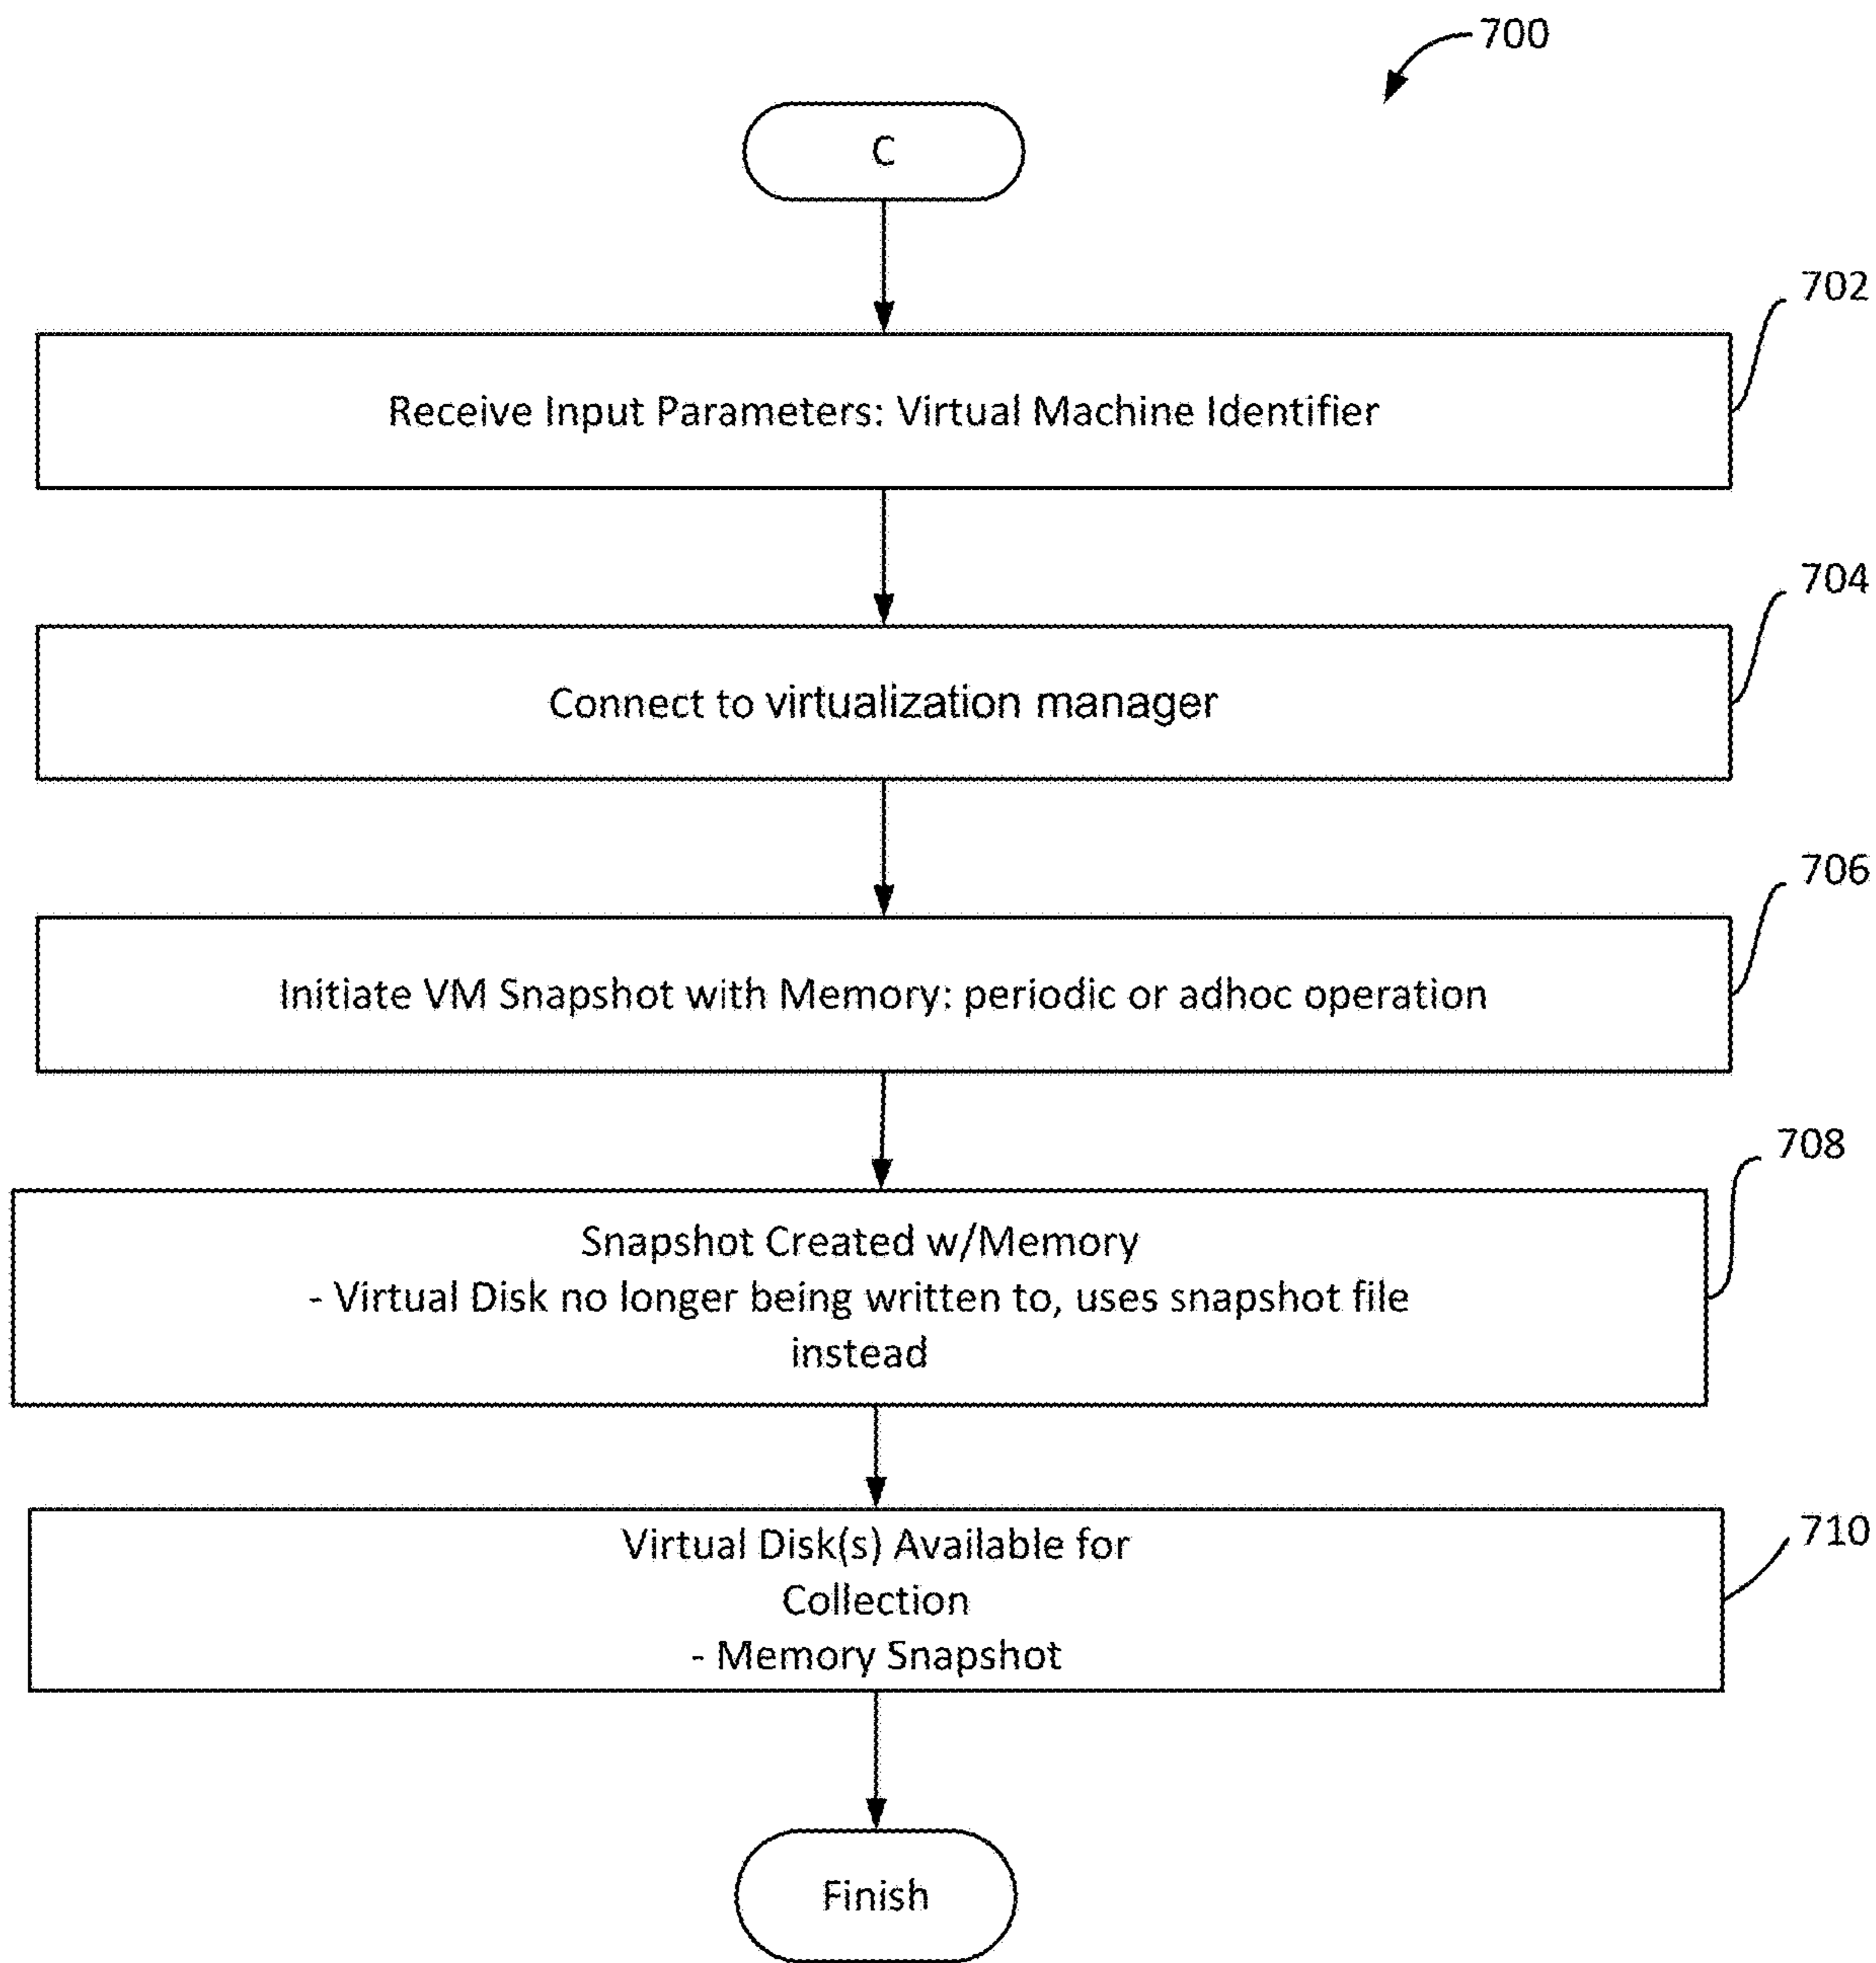 700
C
702
Receive Input Parameters: Virtual Machine Identifier
704
Connect to virtualization manager
706
Initiate VM Snapshot with Memory: periodic or adhoc operation
708
Snapshot Created w/Memory
- Virtual Disk no longer being written to, uses snapshot file
instead
710
Virtual Disk(s) Available for
Collection
- Memory Snapshot
Finish